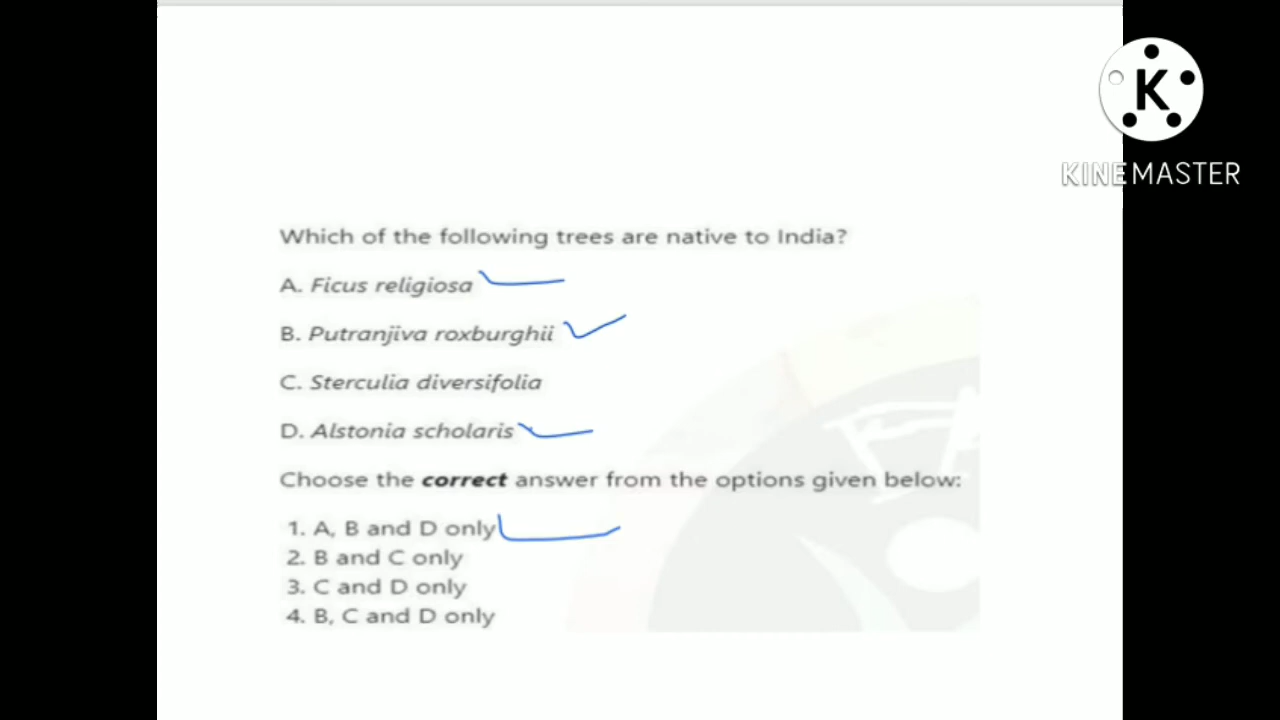 K
KINEMASTER
Which of the following trees are native to India?
A. Ficus religiosa
B. Putranjiva roxburghii
C. Sterculia diversifolia
D. Alstonia scholaris
Choose the correct answer from the options given below:
1. A, B and D only
2. B and C only
3. C and D only
4. B, C and D only